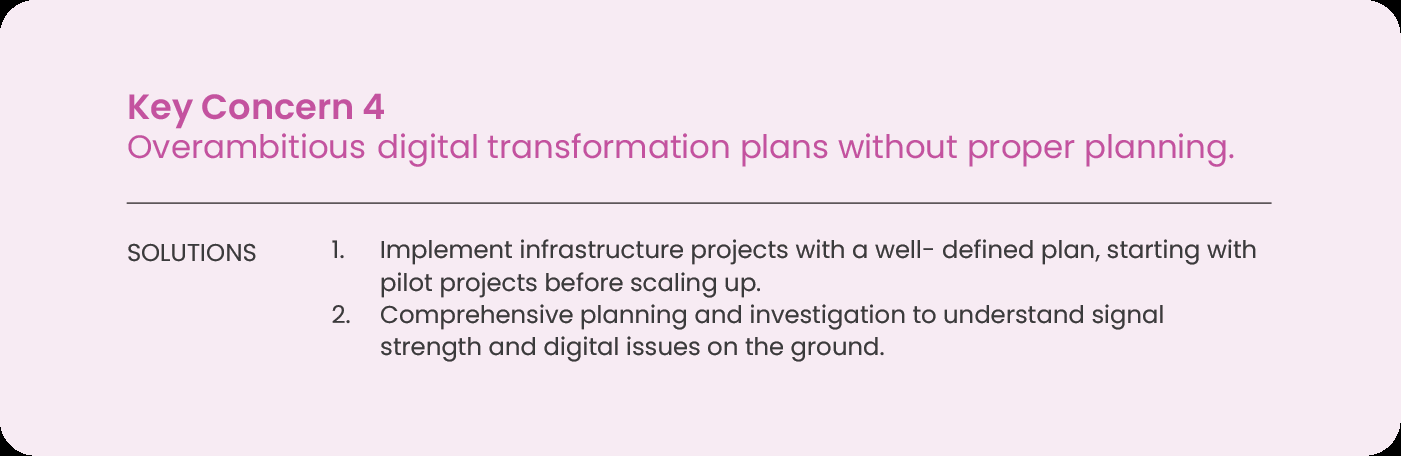 Key Concern 4
Overambitious digital transformation plans without proper planning.
SOLUTIONS
1. Implement infrastructure projects with a well- defined plan, starting with
pilot projects before scaling up.
2. Comprehensive planning and investigation to understand signal
strength and digital issues on the ground.